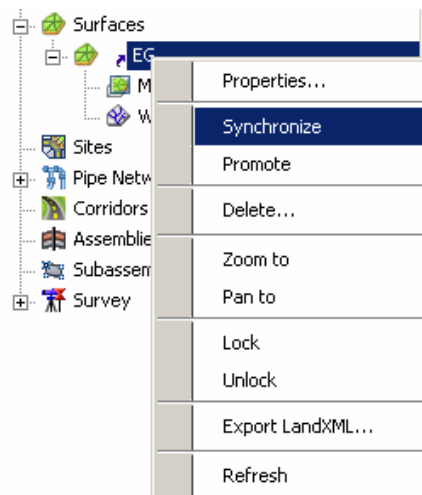 Surfaces
EG
Properties...
M
Synchronize
W
Sites
Promote
Pipe Netw
Corridors
Delete...
Assemblie
Zoom to
Subassem
Pan to
Survey
Lock
Unlock
Export LandXML...
Refresh